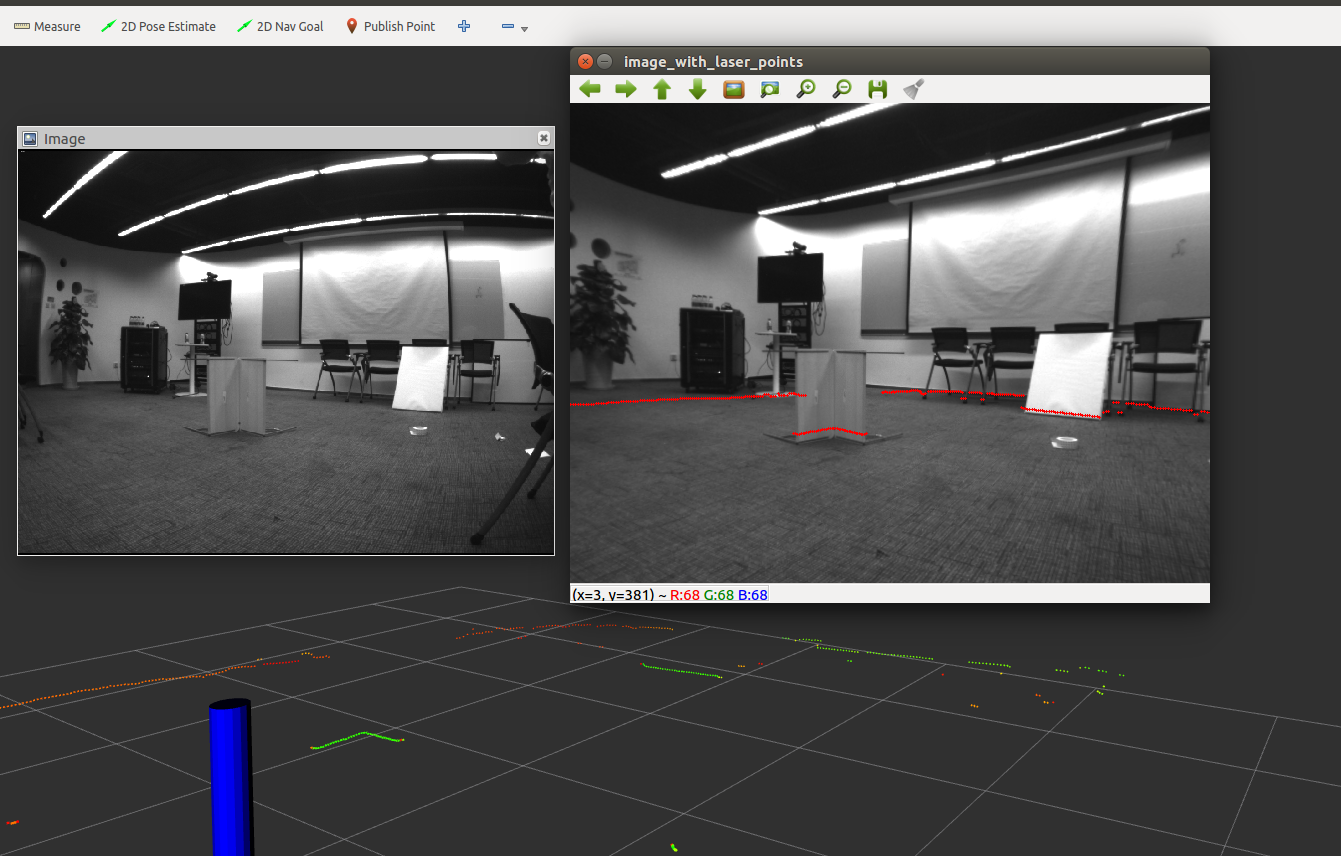 Measure
2D Pose Estimate
2D Nav Goal
Publish Point
image_with_laser_points
Image
(x=3, y=381) ~ R:68 G:68 B:68